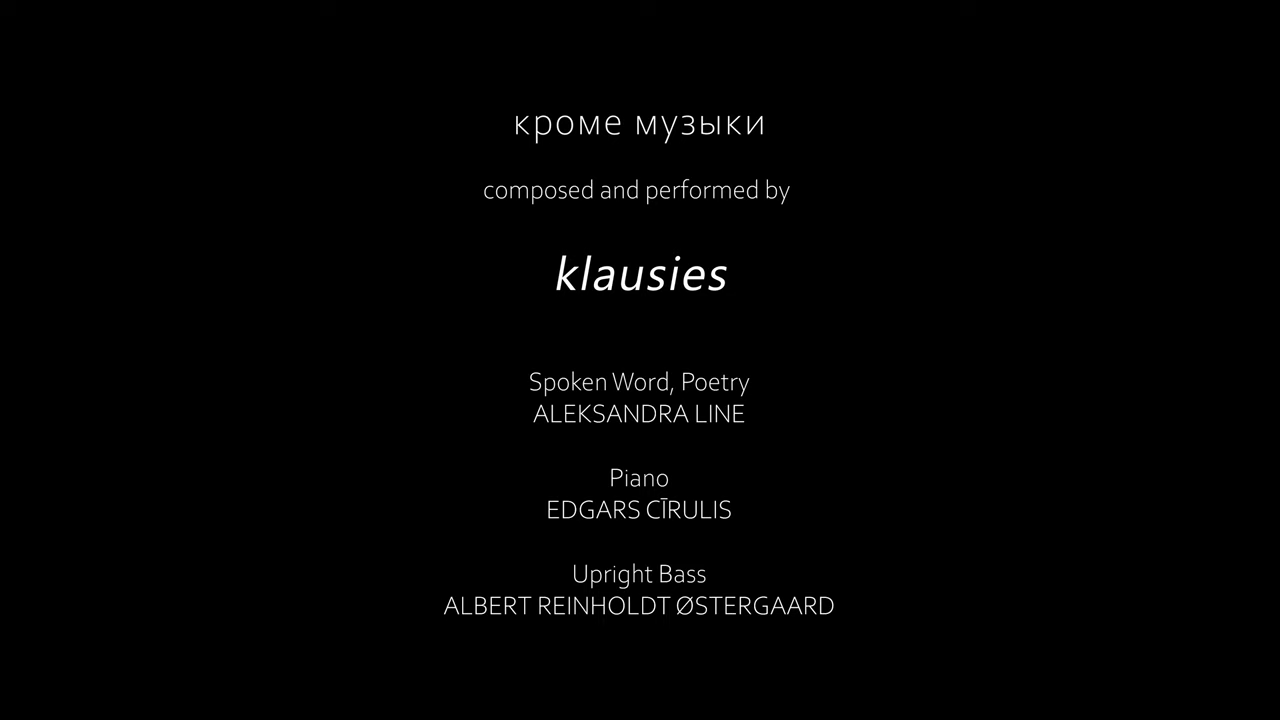 кроме музыки
composed and performed by
klausies
Spoken Word, Poetry
ALEKSANDRA LINE
Piano
EDGARS CĪRULIS
Upright Bass
ALBERT REINHOLDT ØSTERGAARD